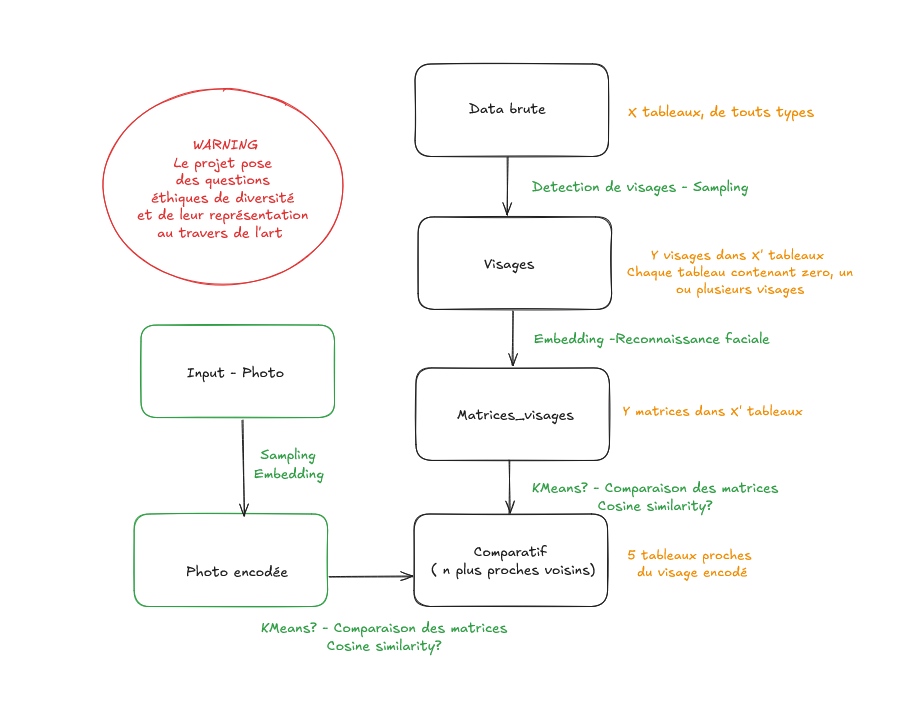 Data brute
X tableaux, de touts types
WARNING
Le projet pose
des questions
éthiques de diversité
et de leur représentation
au travers de l'art
Detection de visages - Sampling
Visages
Y visages dans X' tableaux
Chaque tableau contenant zero, un
ou plusieurs visages
Embedding -Reconnaissance faciale
Input - Photo
Matrices_visages
Y matrices dans X' tableaux
Sampling
Embedding
KMeans? - Comparaison des matrices
Cosine similarity?
Photo encodée
Comparatif
( n plus proches voisins)
5 tableaux proches
du visage encodé
KMeans? - Comparaison des matrices
Cosine similarity?